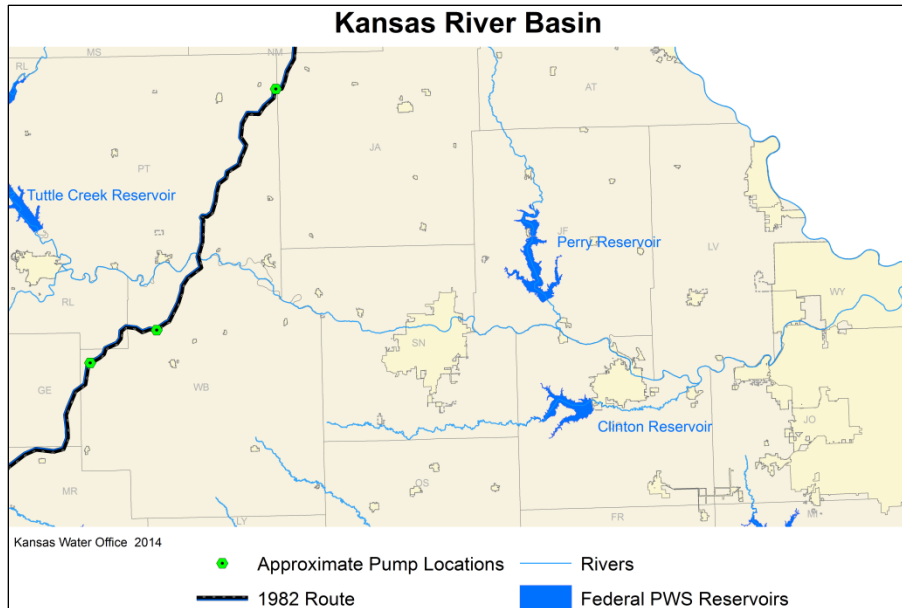 Kansas River Basin
MS
NM
RL
AT
JA
PT
Tuttle Creek Reservoir
JF
Perry Reservoir
LV
WY
RL
SN
GE
WB
Clinton Reservoir
JO
MR
OS
LY
FR
MI
Kansas Water Office 2014
Approximate Pump Locations
Rivers
1982 Route
Federal PWS Reservoirs